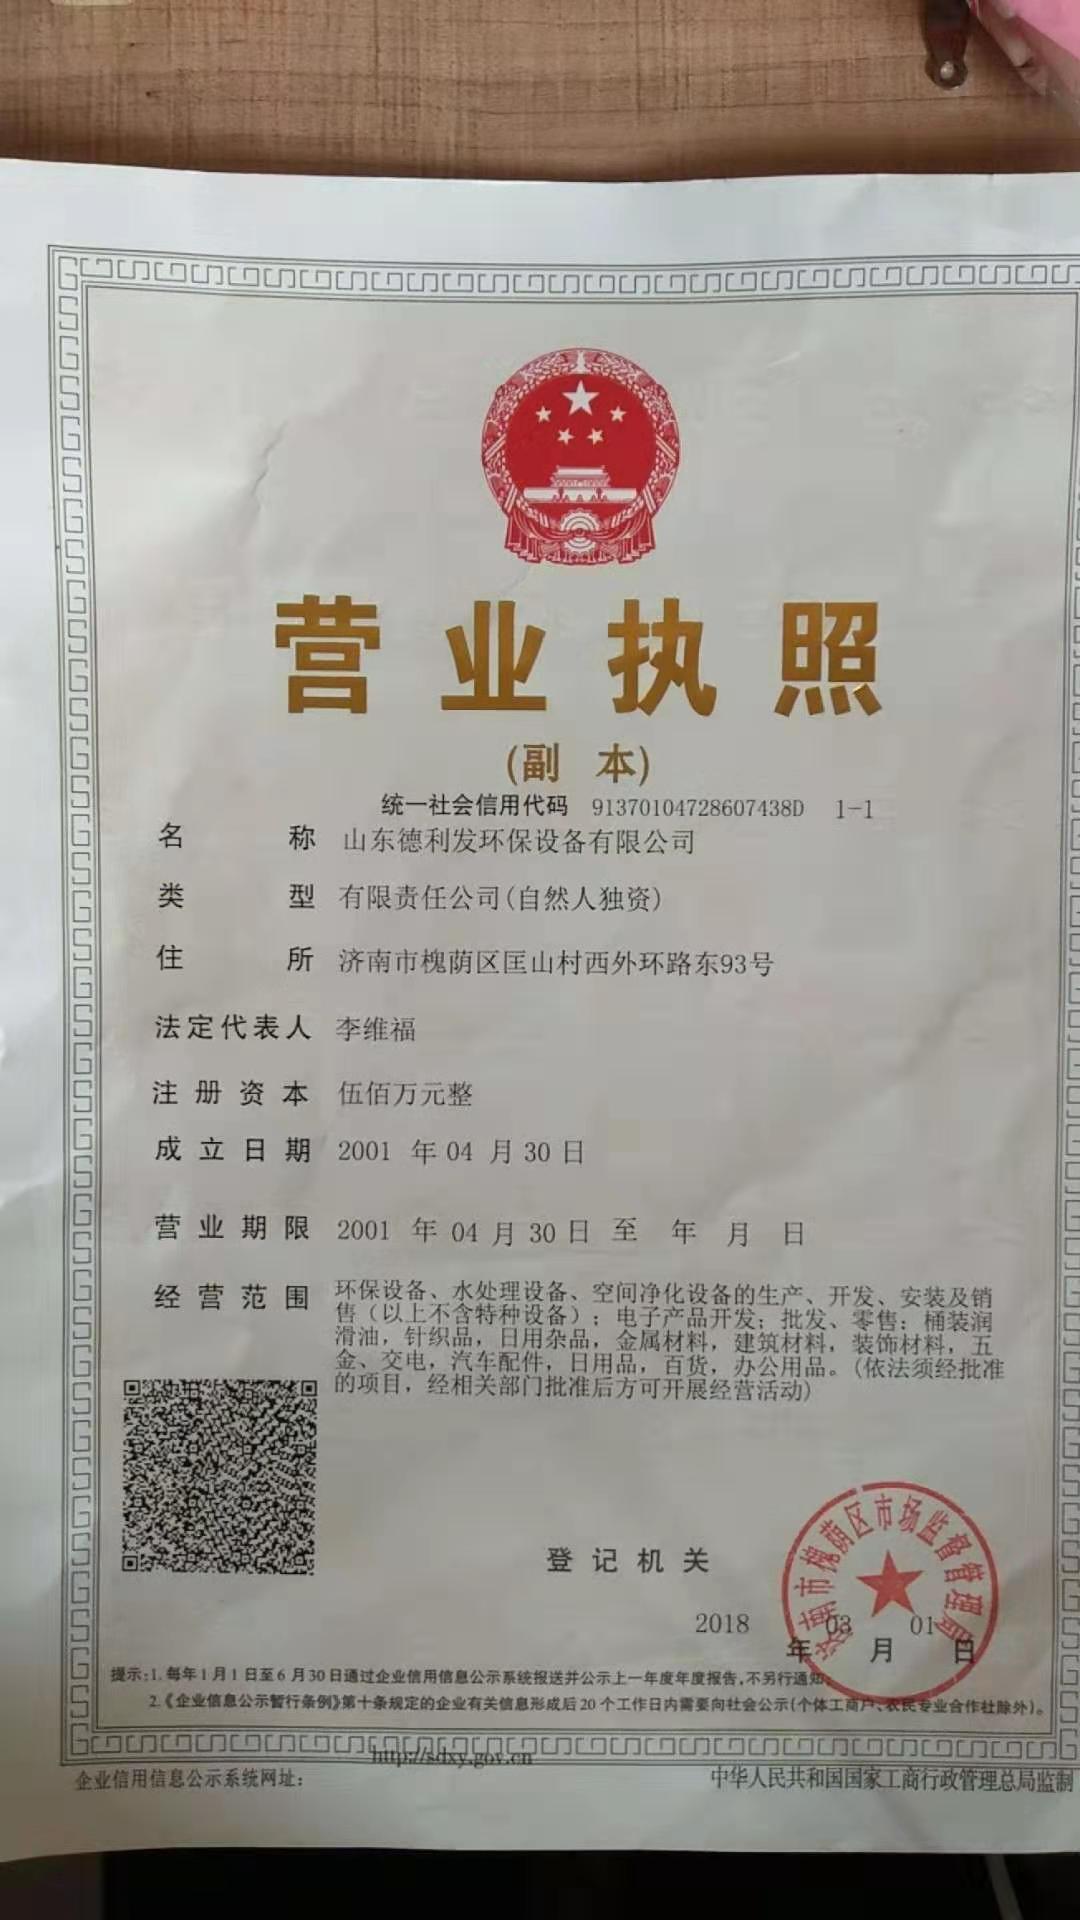 营业执照
(副 本)
统一社会信用代码 91370104728607438D 1-1
名 称 山东德利发环保设备有限公司
类 型 有限责任公司(自然人独资)
住 所 济南市槐荫区匡山村西外环路东93号
法定代表人 李维福
注册资本 伍佰万元整
成立日期 2001 年 04 月 30 日
营业期限 2001 年 04 月 30 日 至 年 月 日
经营范围 环保设备、水处理设备、空间净化设备的生产、开发、安装及销
售（以上不含特种设备）；电子产品开发；批发、零售：桶装润
滑油，针织品，日用杂品，金属材料，建筑材料，装饰材料，五
金、交电，汽车配件，日用品，百货，办公用品。(依法须经批准
的项目，经相关部门批准后方可开展经营活动)
济南市槐荫区市场监督管理局
登记机关
2018 年 03 月 01 日
提示：1. 每年1月1日至6月30日通过企业信用信息公示系统报送并公示上一年度年度报告，不另行通知；
2.《企业信息公示暂行条例》第十条规定的企业有关信息形成后20个工作日内需要向社会公示（个体工商户、农民专业合作社除外）。
http://sdxy.gov.cn
企业信用信息公示系统网址： 中华人民共和国国家工商行政管理总局监制